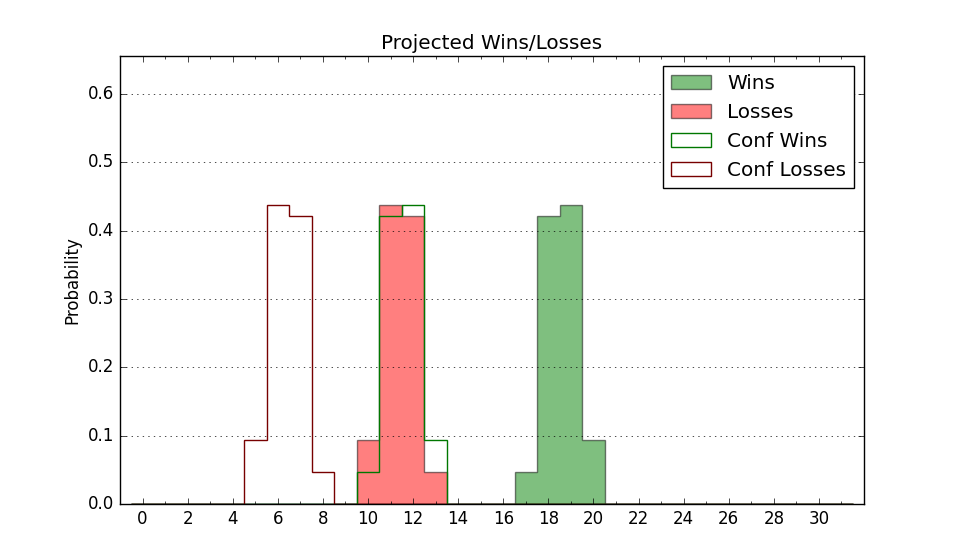 Projected Wins/Losses
Wins
Losses
Conf Wins
Conf Losses
Probability
0.6
0.5
0.4
0.3
0.2
0.1
0.0
0 2 4 6 8 10 12 14 16 18 20 22 24 26 28 30